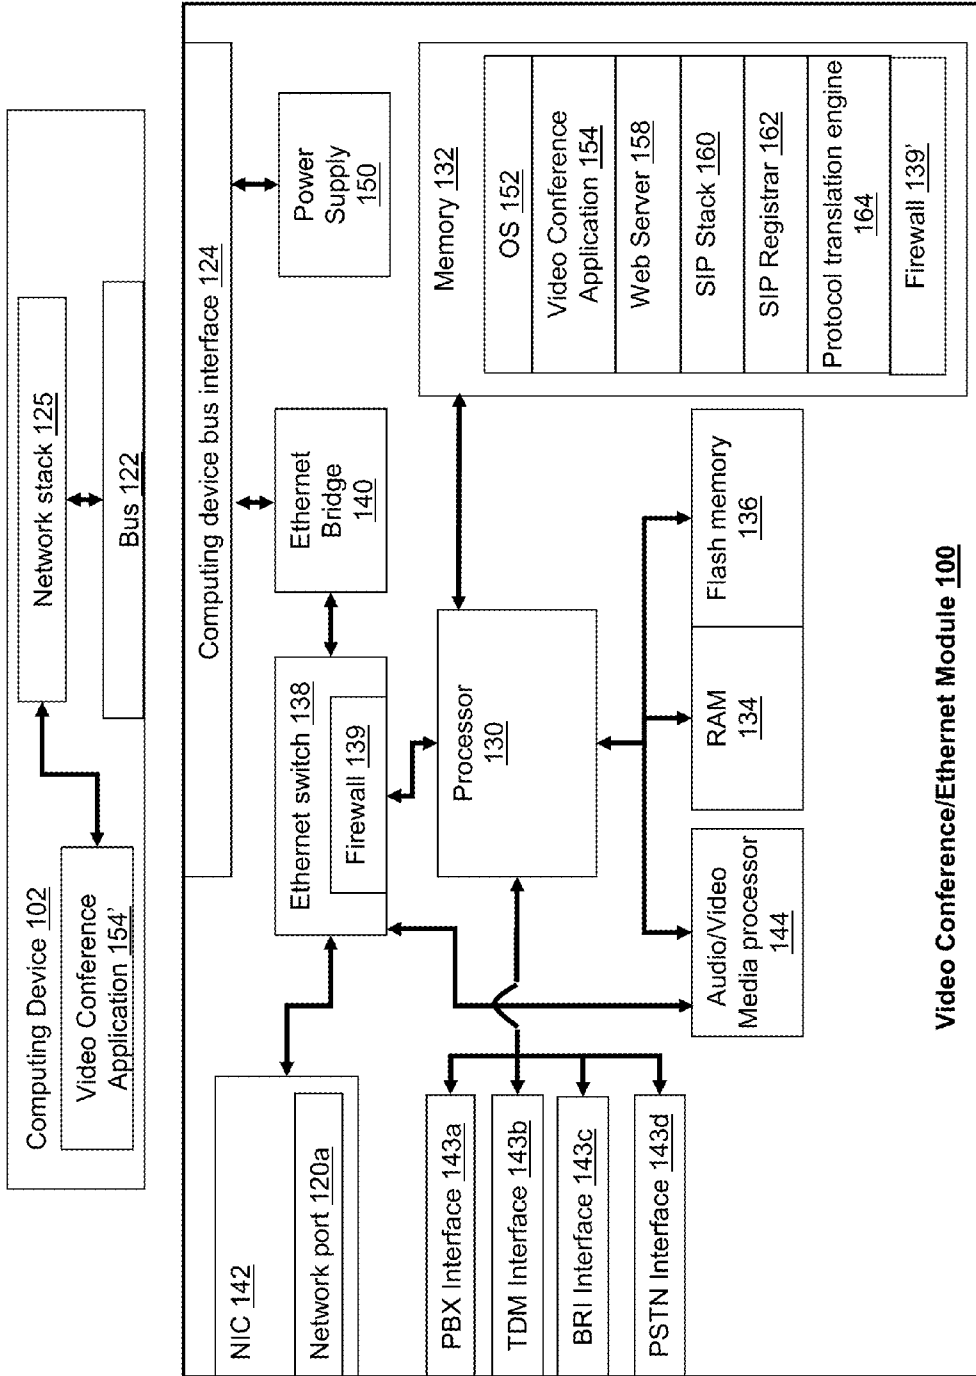 Computing Device 102
Video Conference
Application 154'
Network stack 125
Bus 122
Computing device bus interface 124
NIC 142
Network port 120a
Ethernet switch 138
Firewall 139
Ethernet
Bridge
140
Power
Supply
150
PBX Interface 143a
TDM Interface 143b
BRI Interface 143c
PSTN Interface 143d
Processor
130
Memory 132
OS 152
Video Conference
Application 154
Web Server 158
SIP Stack 160
SIP Registrar 162
Protocol translation engine
164
Firewall 139'
Audio/Video
Media processor
144
RAM
134
Flash memory
136
Video Conference/Ethernet Module 100